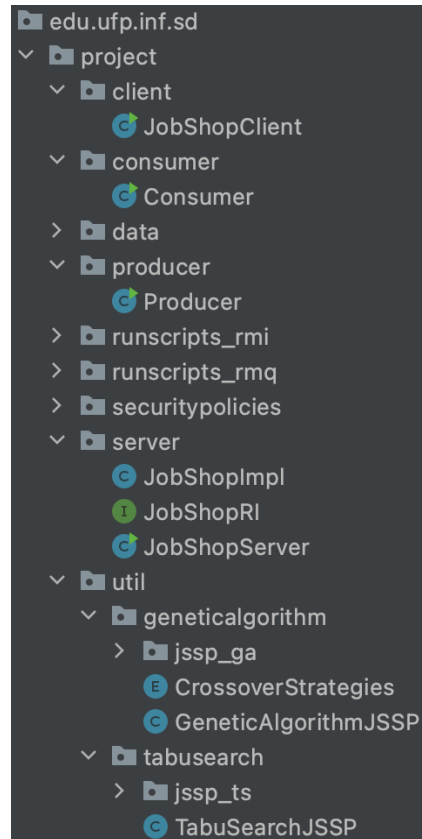 edu.ufp.inf.sd
project
client
C JobShopClient
consumer
C Consumer
data
producer
C Producer
runscripts_rmi
runscripts_rmq
securitypolicies
server
C JobShopImpl
I JobShopRI
C JobShopServer
util
geneticalgorithm
jssp_ga
E CrossoverStrategies
C GeneticAlgorithmJSSP
tabusearch
jssp_ts
C TabuSearchJSSP